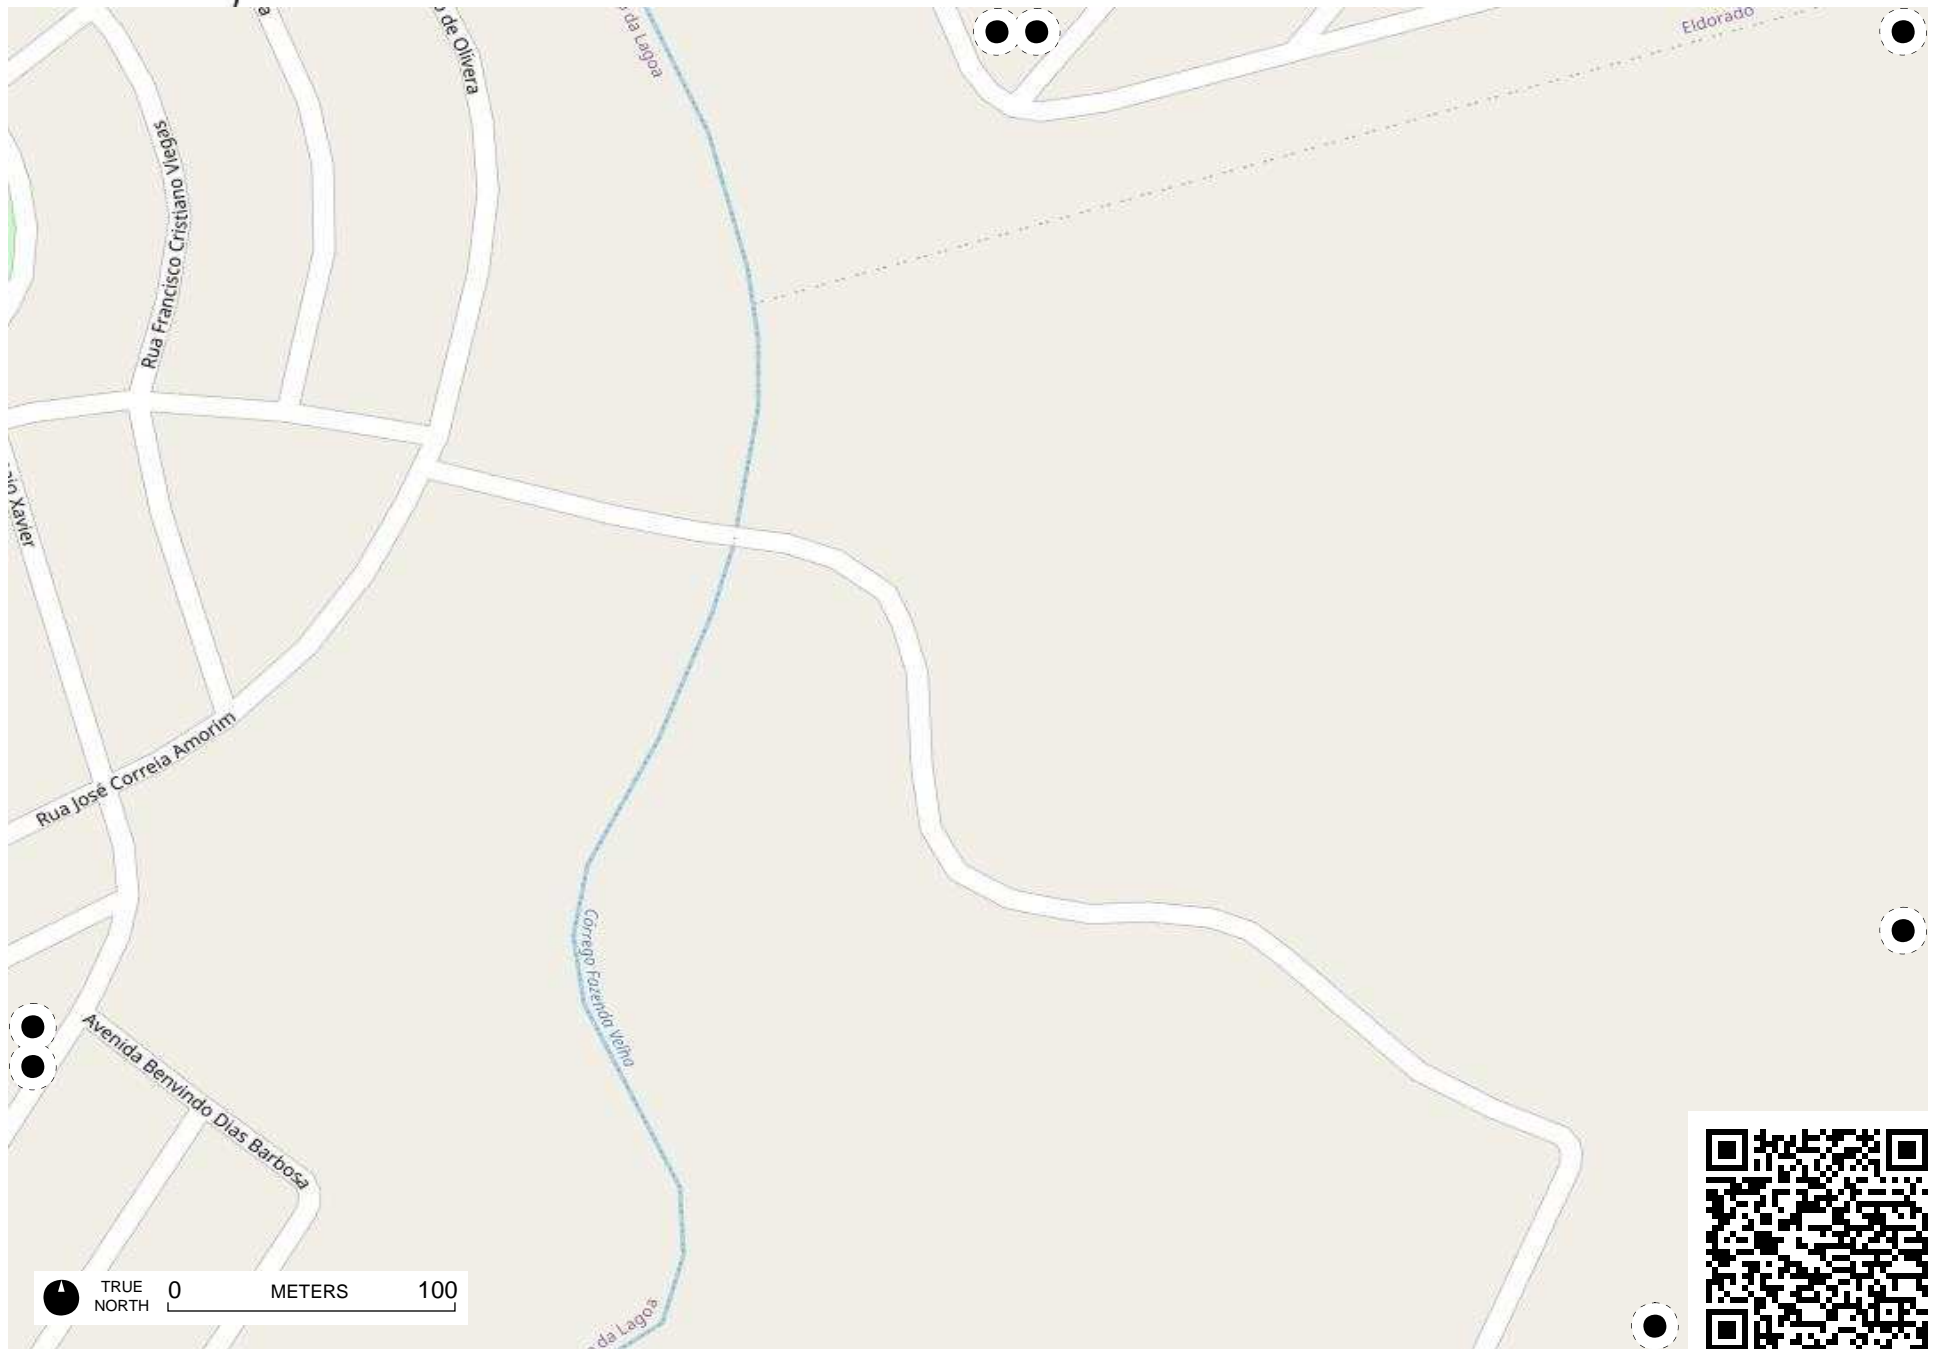 de Olivera
da Lagoa
Eldorado
Rua Francisco Cristiano Viegas
Xavier
Rua José Correia Amorim
Córrego Fazenda Velha
Avenida Benvindo Dias Barbosa
TRUE
NORTH
0 METERS 100
da Lagoa